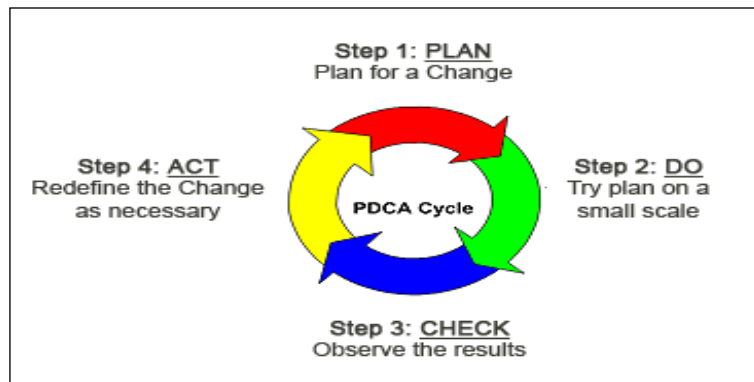 Step 1: PLAN
Plan for a Change
Step 2: DO
Try plan on a
small scale
Step 3: CHECK
Observe the results
Step 4: ACT
Redefine the Change
as necessary
PDCA Cycle